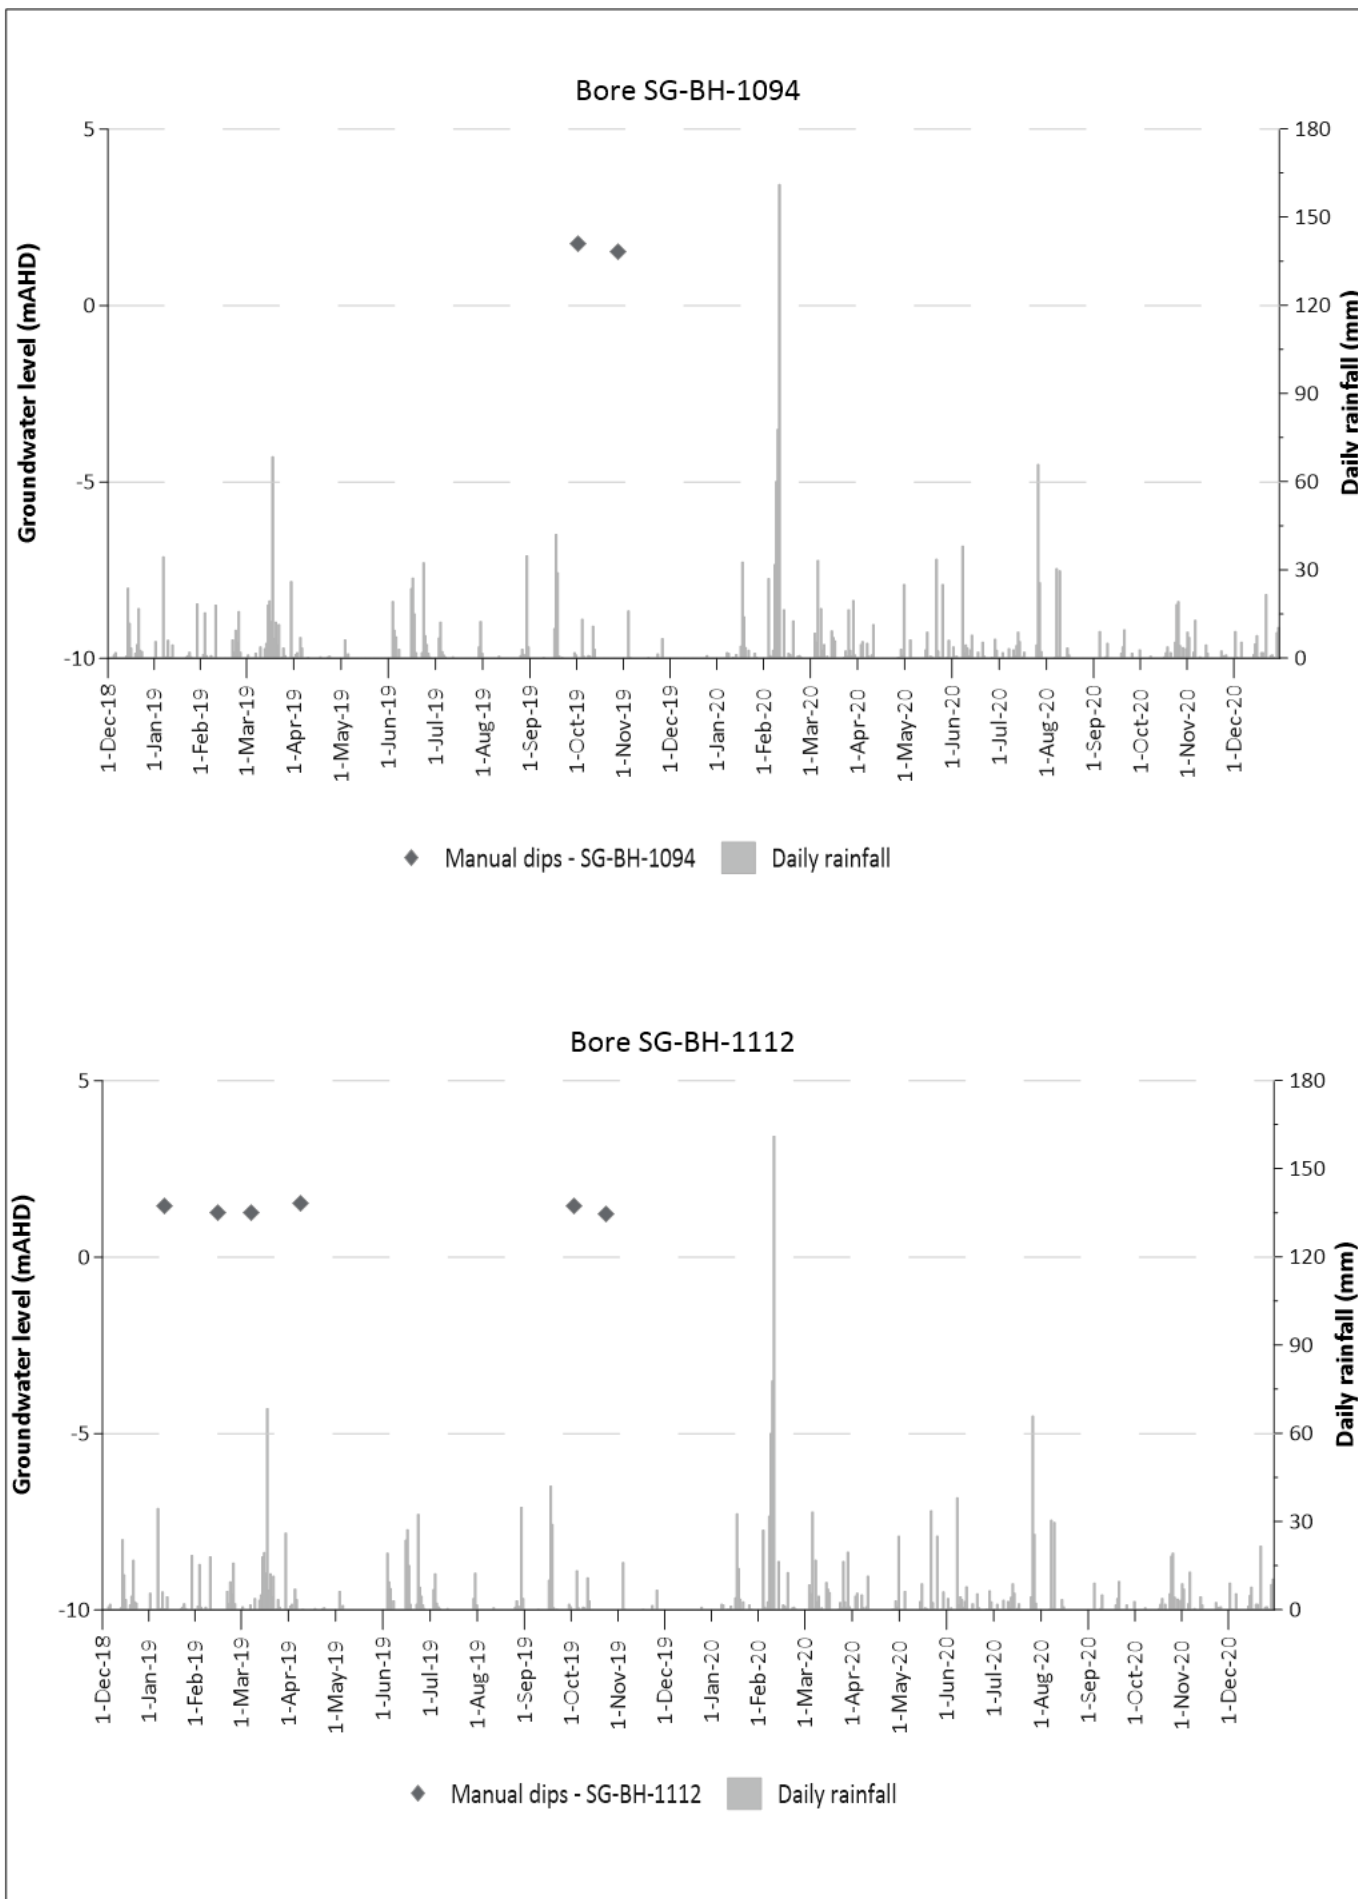 Bore SG-BH-1094
Groundwater level (mAHD)
5
0
-5
-10
180
150
120
90
60
30
0
Daily rainfall (mm)
1-Dec-18
1-Jan-19
1-Feb-19
1-Mar-19
1-Apr-19
1-May-19
1-Jun-19
1-Jul-19
1-Aug-19
1-Sep-19
1-Oct-19
1-Nov-19
1-Dec-19
1-Jan-20
1-Feb-20
1-Mar-20
1-Apr-20
1-May-20
1-Jun-20
1-Jul-20
1-Aug-20
1-Sep-20
1-Oct-20
1-Nov-20
1-Dec-20
Manual dips - SG-BH-1094 Daily rainfall
Bore SG-BH-1112
Groundwater level (mAHD)
5
0
-5
-10
180
150
120
90
60
30
0
Daily rainfall (mm)
1-Dec-18
1-Jan-19
1-Feb-19
1-Mar-19
1-Apr-19
1-May-19
1-Jun-19
1-Jul-19
1-Aug-19
1-Sep-19
1-Oct-19
1-Nov-19
1-Dec-19
1-Jan-20
1-Feb-20
1-Mar-20
1-Apr-20
1-May-20
1-Jun-20
1-Jul-20
1-Aug-20
1-Sep-20
1-Oct-20
1-Nov-20
1-Dec-20
Manual dips - SG-BH-1112 Daily rainfall